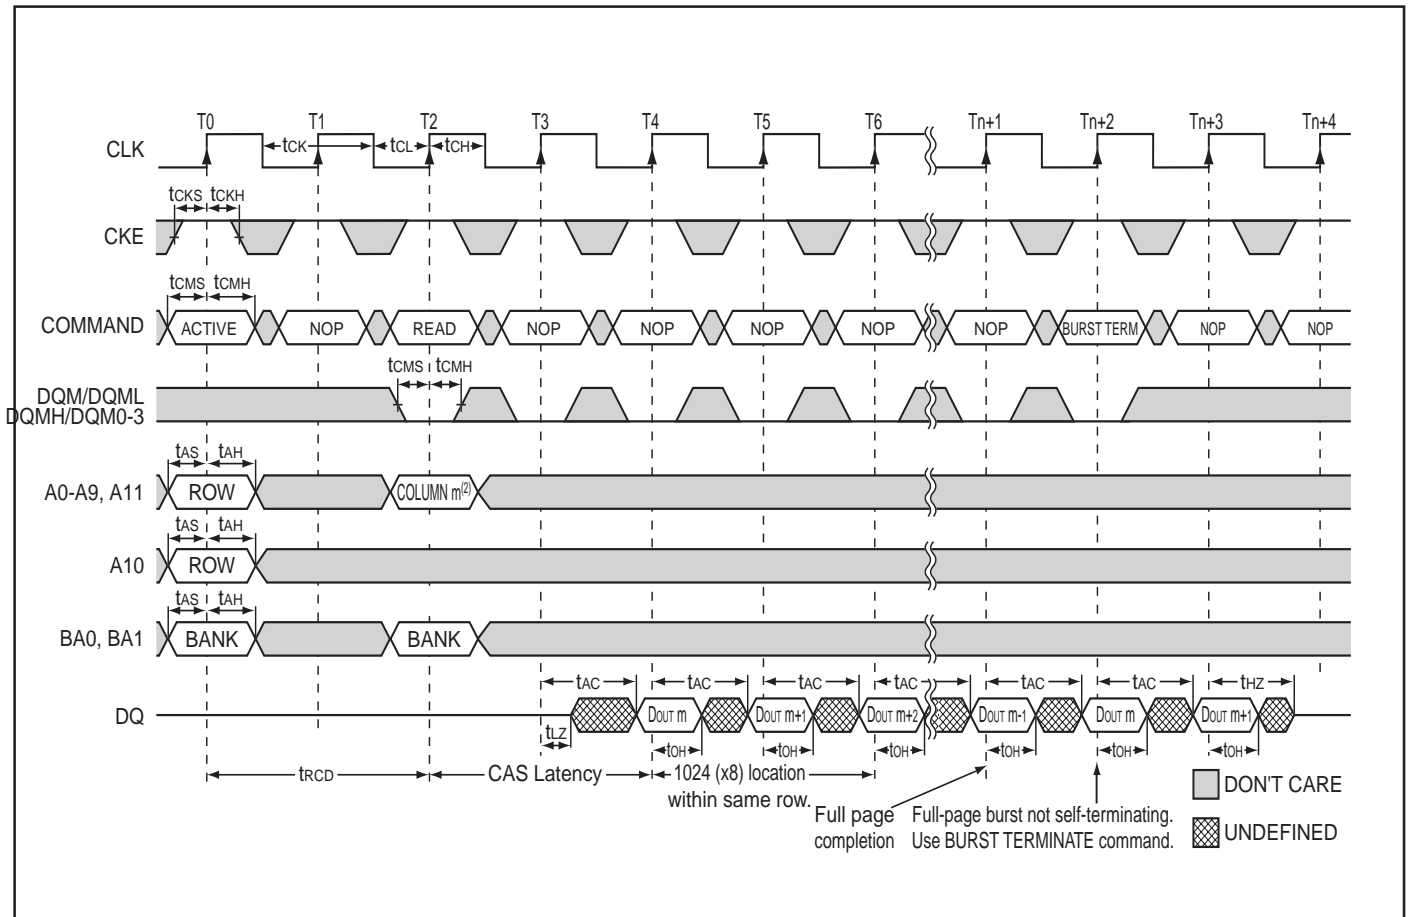 T0 T1 T2 T3 T4 T5 T6 Tn+1 Tn+2 Tn+3 Tn+4
CLK tCK tCL tCH
tCKS tCKH
CKE
tCMS tCMH
COMMAND ACTIVE NOP READ NOP NOP NOP NOP NOP BURST TERM NOP NOP
tCMS tCMH
DQM/DQML
DQMH/DQM0-3
tAS tAH
A0-A9, A11 ROW COLUMN m(2)
tAS tAH
A10 ROW
tAS tAH
BA0, BA1 BANK BANK
tAC tAC tAC tAC tAC tAC tHZ
DQ DOUT m DOUT m+1 DOUT m+2 DOUT m-1 DOUT m DOUT m+1
tLZ tOH tOH tOH tOH tOH tOH
tRCD CAS Latency 1024 (x8) location
within same row.
Full page
completion
Full-page burst not self-terminating.
Use BURST TERMINATE command.
DON'T CARE
UNDEFINED